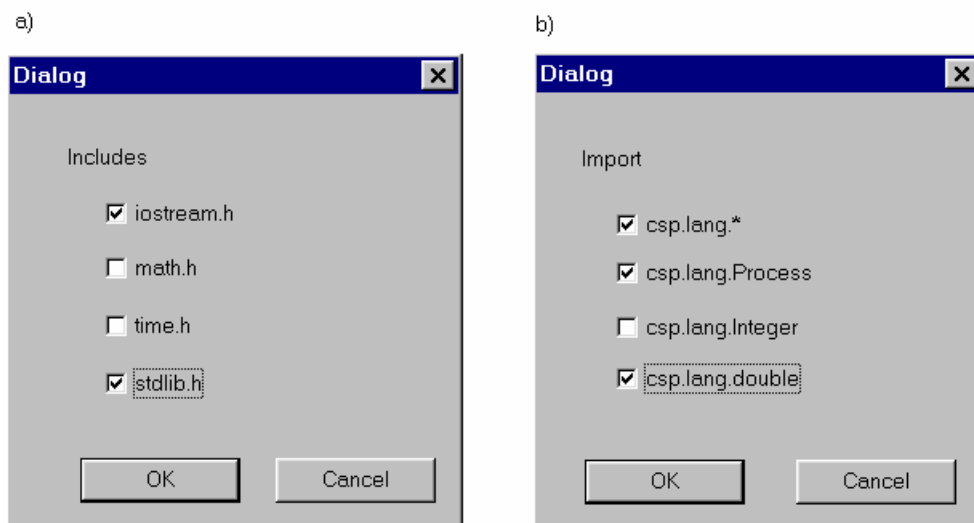 a)
Dialog
Includes
iostream.h
math.h
time.h
stdlib.h
OK Cancel
b)
Dialog
Import
csp.lang.*
csp.lang.Process
csp.lang.Integer
csp.lang.double
OK Cancel